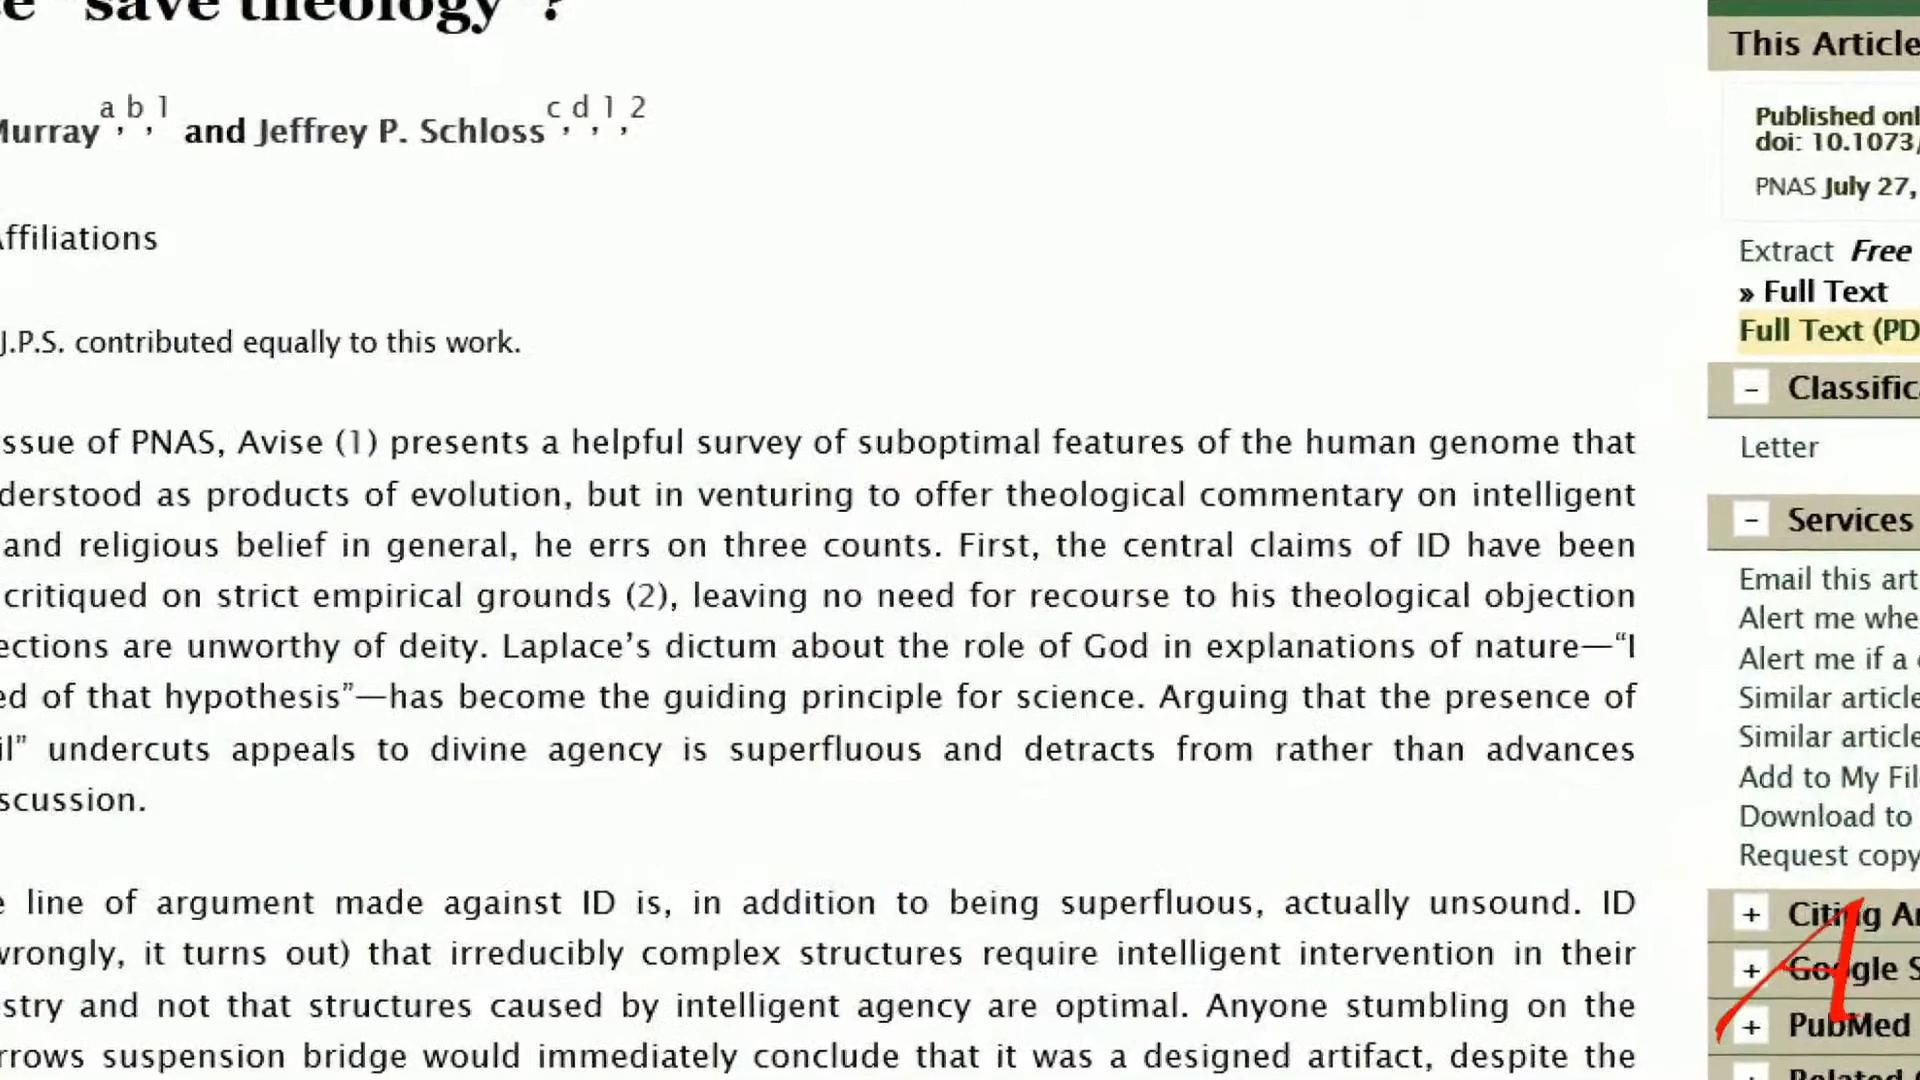 "save theology"?
Murray a, b, 1 and Jeffrey P. Schloss c, d, 1, 2
Affiliations
J.P.S. contributed equally to this work.
ssue of PNAS, Avise (1) presents a helpful survey of suboptimal features of the human genome that
derstood as products of evolution, but in venturing to offer theological commentary on intelligent
and religious belief in general, he errs on three counts. First, the central claims of ID have been
critiqued on strict empirical grounds (2), leaving no need for recourse to his theological objection
ections are unworthy of deity. Laplace's dictum about the role of God in explanations of nature—"I
ed of that hypothesis"—has become the guiding principle for science. Arguing that the presence of
il" undercuts appeals to divine agency is superfluous and detracts from rather than advances
scussion.
e line of argument made against ID is, in addition to being superfluous, actually unsound. ID
wrongly, it turns out) that irreducibly complex structures require intelligent intervention in their
stry and not that structures caused by intelligent agency are optimal. Anyone stumbling on the
rrows suspension bridge would immediately conclude that it was a designed artifact, despite the
This Article
Published onl
doi: 10.1073/
PNAS July 27,
Extract Free
» Full Text
Full Text (PD
− Classifica
Letter
− Services
Email this art
Alert me whe
Alert me if a
Similar article
Similar article
Add to My Fil
Download to
Request copy
+ Citing Ar
+ Google S
+ PubMed
Related
A